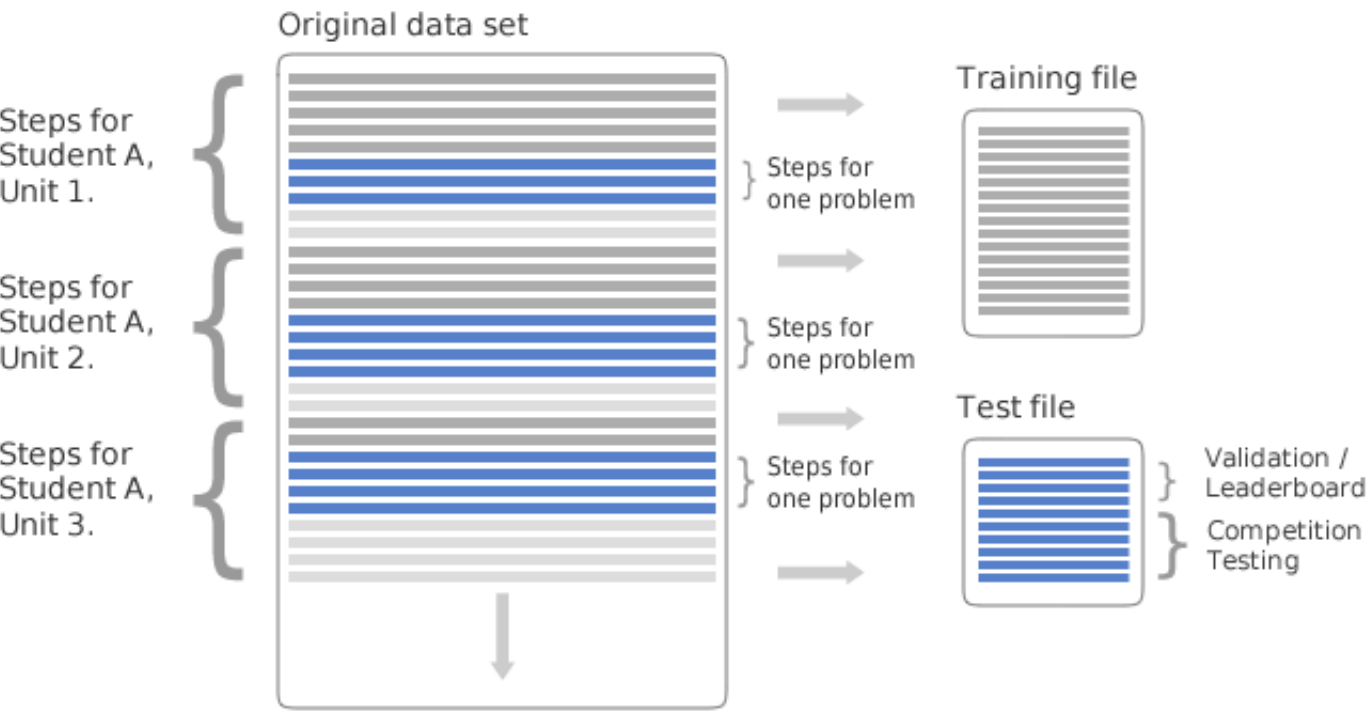 Original data set
Steps for
Student A,
Unit 1.
Steps for
Student A,
Unit 2.
Steps for
Student A,
Unit 3.
Steps for
one problem
Steps for
one problem
Steps for
one problem
Training file
Test file
Validation /
Leaderboard
Competition
Testing